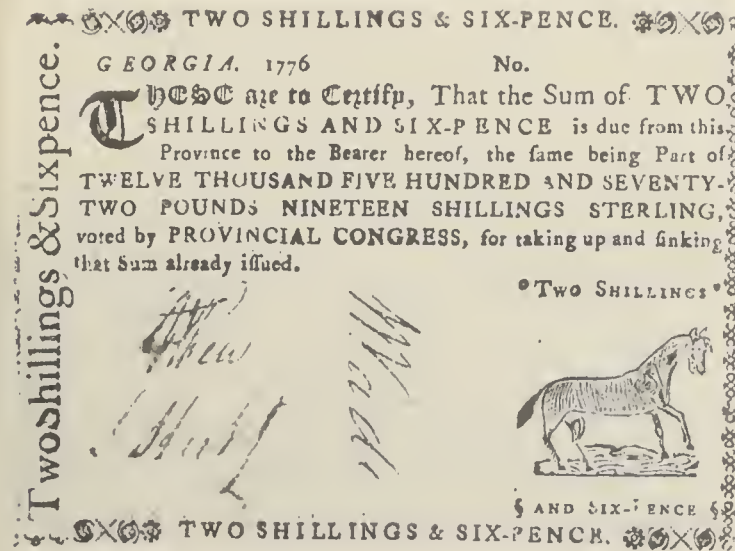 TWO SHILLINGS & SIX-PENCE.
Two Shillings & Sixpence.
GEORGIA. 1776 No.
THESE are to Certify, That the Sum of TWO
SHILLINGS AND SIX-PENCE is due from this
Province to the Bearer hereof, the same being Part of
TWELVE THOUSAND FIVE HUNDRED AND SEVENTY-
TWO POUNDS NINETEEN SHILLINGS STERLING,
voted by PROVINCIAL CONGRESS, for taking up and sinking
that Sum already issued.
TWO SHILLINGS
AND SIX-PENCE
TWO SHILLINGS & SIX-PENCE.